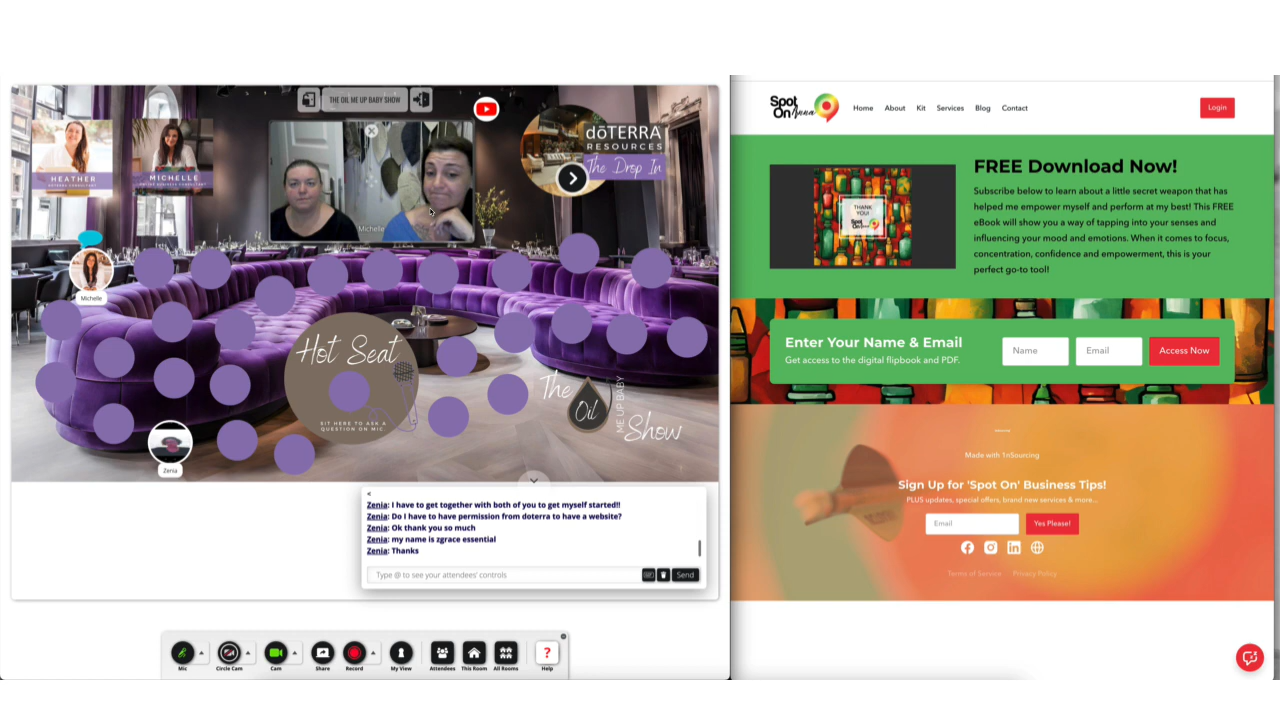 THE OIL ME UP BABY SHOW
HEATHER
MICHELLE
dōTERRA
RESOURCES
The Drop In
Michelle
Michelle
Hot Seat
SIT HERE TO ASK A
QUESTION ON MIC.
The
Oil
ME UP BABY
Show
Zenia
<
Zenia: I have to get together with both of you to get myself started!!
Zenia: Do I have to have permission from doterra to have a website?
Zenia: Ok thank you so much
Zenia: my name is zgrace essential
Zenia: Thanks
Type @ to see your attendees' controls
Send
Mic
Circle Cam
Cam
Share
Record
My View
Attendees
This Room
All Rooms
?
Help
Spot
On Anna
Home About Kit Services Blog Contact
Login
THANK
YOU!
Spot
On
FREE Download Now!
Subscribe below to learn about a little secret weapon that has
helped me empower myself and perform at my best! This FREE
eBook will show you a way of tapping into your senses and
influencing your mood and emotions. When it comes to focus,
concentration, confidence and empowerment, this is your
perfect go-to tool!
Enter Your Name & Email
Get access to the digital flipbook and PDF.
Name
Email
Access Now
Made with 1nSourcing
Sign Up for 'Spot On' Business Tips!
PLUS updates, special offers, brand new services & more...
Email
Yes Please!
Terms of Service Privacy Policy